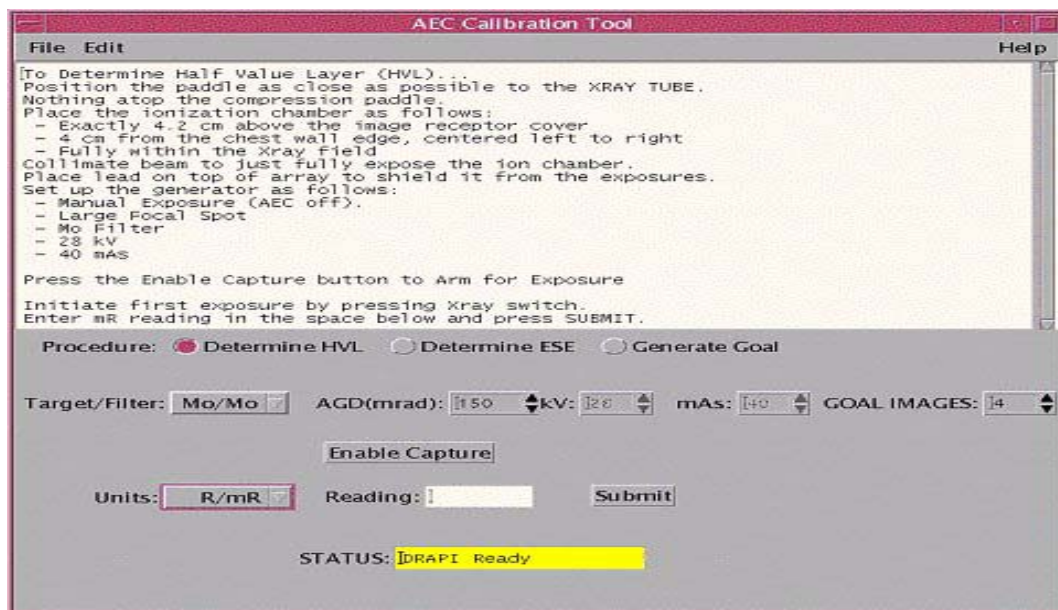 AEC Calibration Tool
File Edit Help
To Determine Half Value Layer (HVL)...
Position the paddle as close as possible to the XRAY TUBE.
Nothing atop the compression paddle.
Place the ionization chamber as follows:
- Exactly 4.2 cm above the image receptor cover
- 4 cm from the chest wall edge, centered left to right
- Fully within the Xray field
Collimate beam to just fully expose the ion chamber.
Place lead on top of array to shield it from the exposures.
Set up the generator as follows:
- Manual Exposure (AEC off).
- Large Focal Spot
- Mo Filter
- 28 kV
- 40 mAs
Press the Enable Capture button to Arm for Exposure
Initiate first exposure by pressing Xray switch.
Enter mR reading in the space below and press SUBMIT.
Procedure: Determine HVL Determine ESE Generate Goal
Target/Filter: Mo/Mo AGD(mrad): 150 kV: 28 mAs: 40 GOAL IMAGES: 4
Enable Capture
Units: R/mR Reading: Submit
STATUS: DRAPI Ready